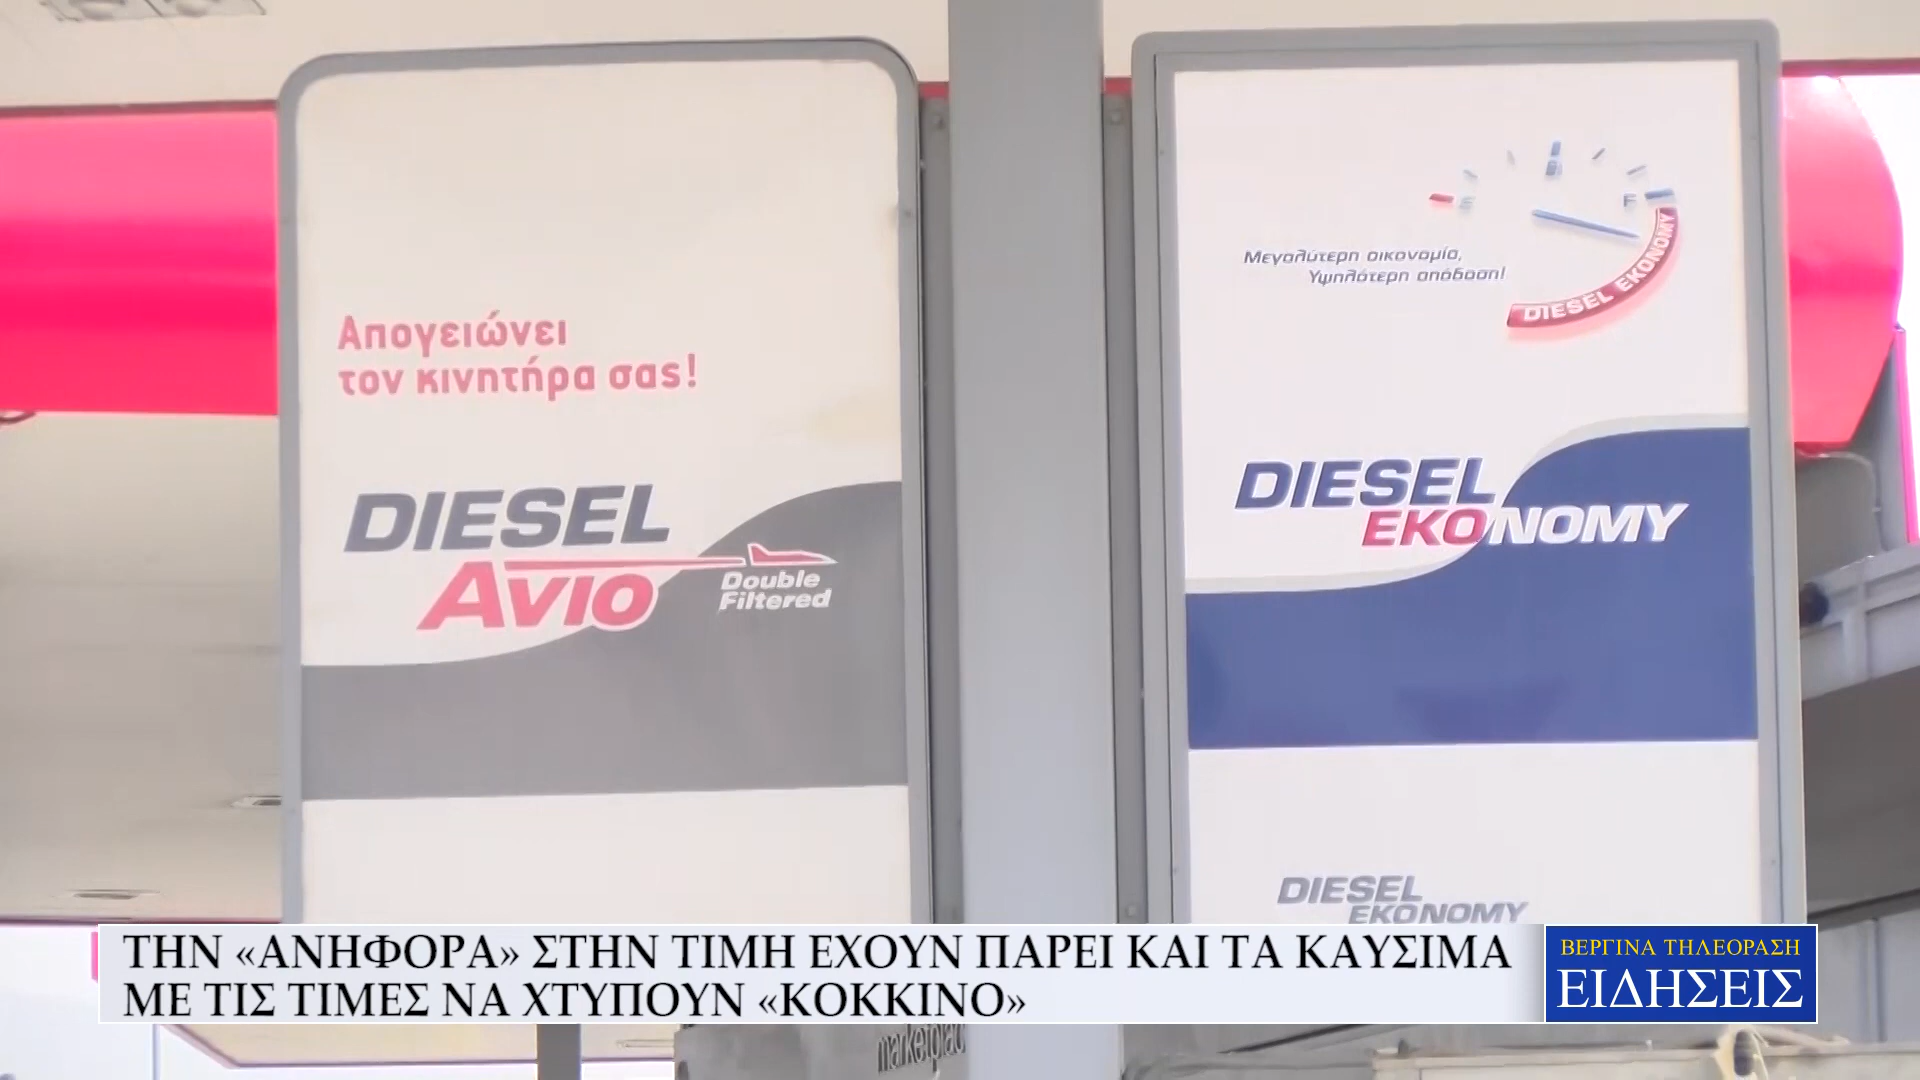 Απογειώνει
τον κινητήρα σας!
DIESEL
AVIO
Double
Filtered
Μεγαλύτερη οικονομία,
Υψηλότερη απόδοση!
E
F
DIESEL EKONOMY
DIESEL
EKONOMY
DIESEL
EKONOMY
ΤΗΝ «ΑΝΗΦΟΡΑ» ΣΤΗΝ ΤΙΜΗ ΕΧΟΥΝ ΠΑΡΕΙ ΚΑΙ ΤΑ ΚΑΥΣΙΜΑ
ΜΕ ΤΙΣ ΤΙΜΕΣ ΝΑ ΧΤΥΠΟΥΝ «ΚΟΚΚΙΝΟ»
ΒΕΡΓΙΝΑ ΤΗΛΕΟΡΑΣΗ
ΕΙΔΗΣΕΙΣ